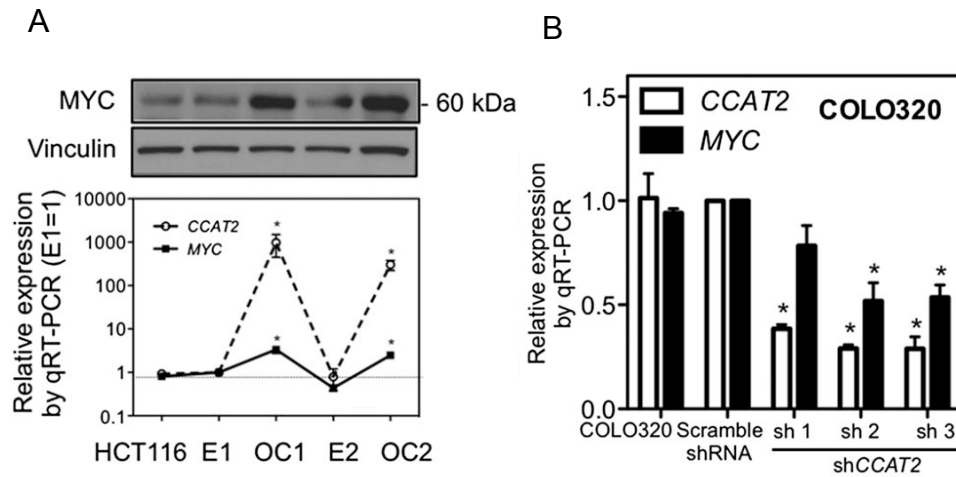 A
MYC
- 60 kDa
Vinculin
Relative expression
by qRT-PCR (E1=1)
10000
1000
100
10
1
0.1
CCAT2
MYC
*
*
*
*
HCT116 E1 OC1 E2 OC2
B
Relative expression
by qRT-PCR
1.5
1.0
0.5
0.0
CCAT2
MYC
COLO320
*
*
*
*
*
COLO320 Scramble sh 1 sh 2 sh 3
shRNA
shCCAT2